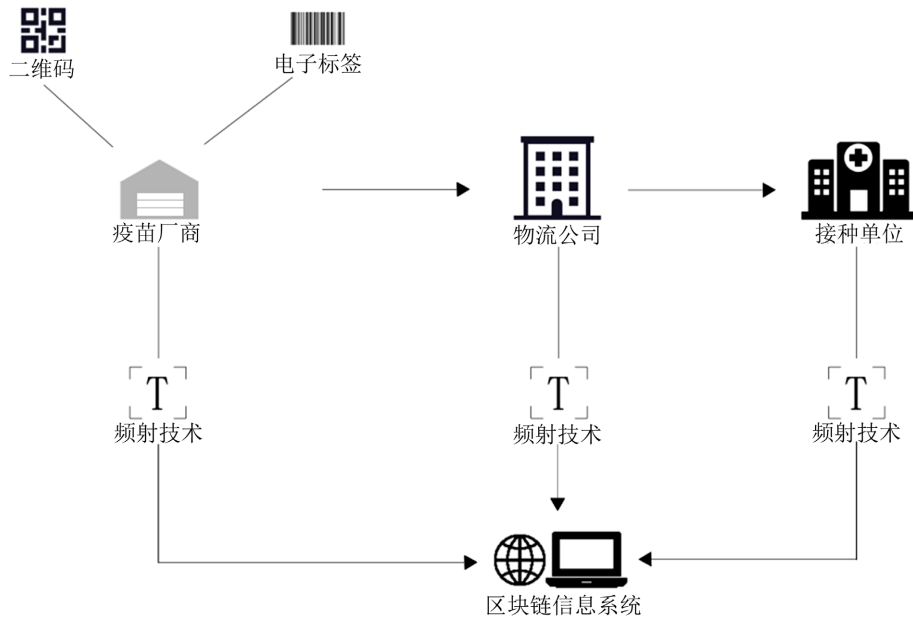 二维码
电子标签
疫苗厂商
物流公司
接种单位
T
T
T
频射技术
频射技术
频射技术
区块链信息系统